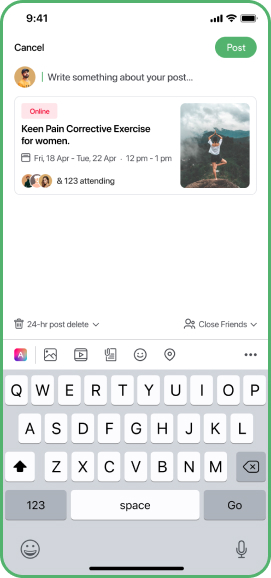 9:41
Cancel
Post
Write something about your post...
Online
Keen Pain Corrective Exercise
for women.
Fri, 18 Apr - Tue, 22 Apr · 12 pm - 1 pm
& 123 attending
24-hr post delete
Close Friends
A
Q W E R T Y U I O P
A S D F G H J K L
Z X C V B N M
123 space Go